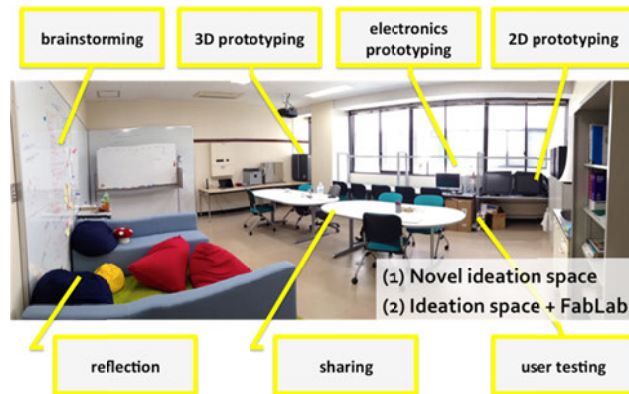 brainstorming
3D prototyping
electronics
prototyping
2D prototyping
(1) Novel ideation space
(2) Ideation space + FabLab
reflection
sharing
user testing